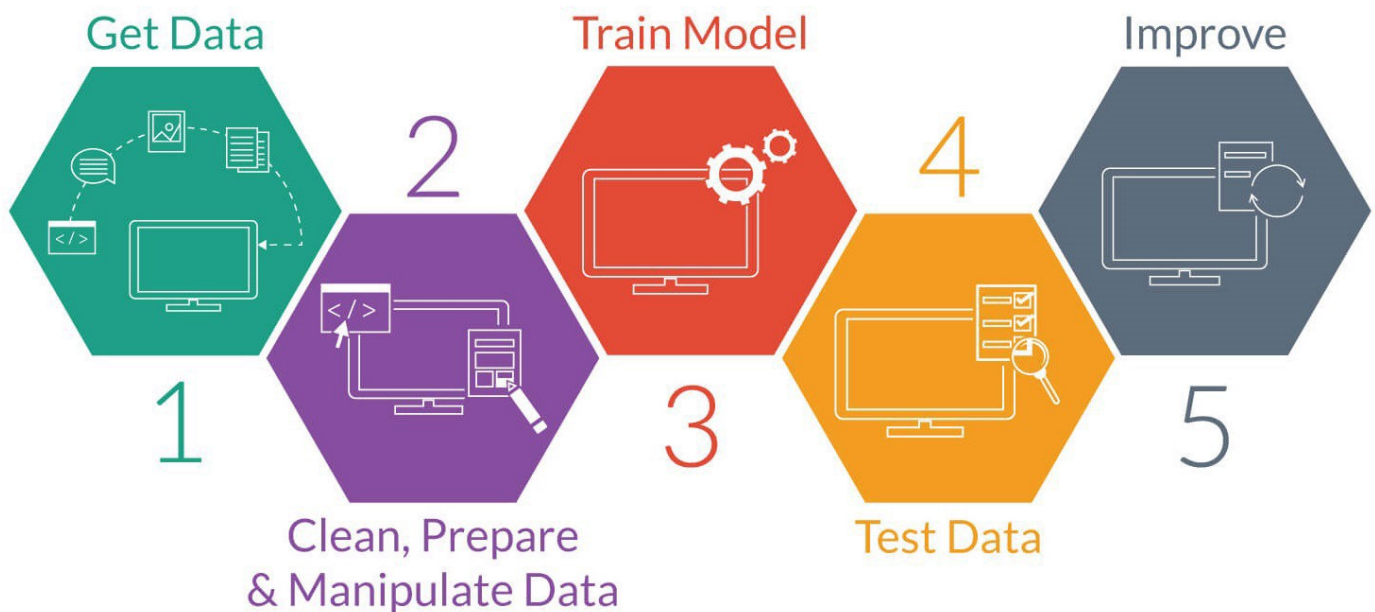 Get Data
</>
1
2
</>
Clean, Prepare
& Manipulate Data
Train Model
3
4
Test Data
Improve
5